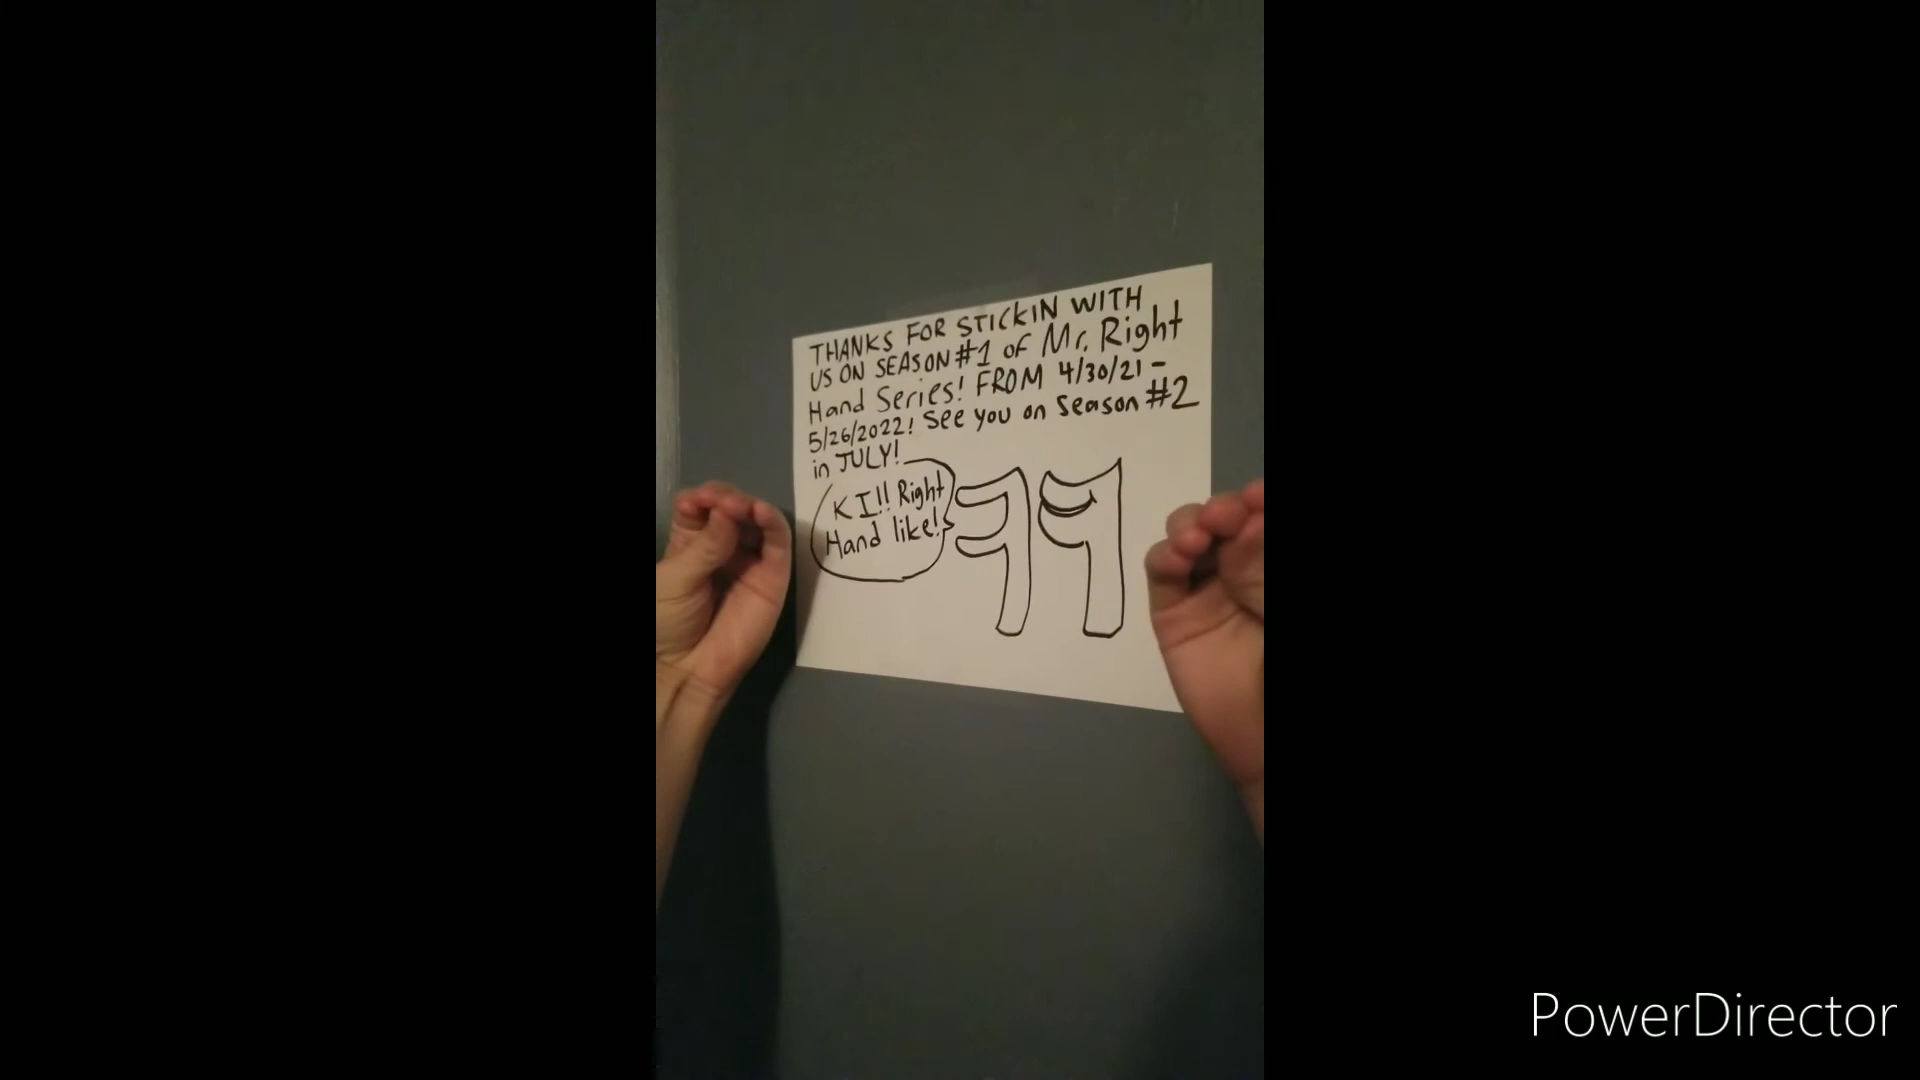 THANKS FOR STICKIN WITH
US ON SEASON #1 OF Mr. Right
Hand Series! FROM 4/30/21 -
5/26/2022! See you on Season #2
in JULY!
KI!! Right
Hand like!
PowerDirector